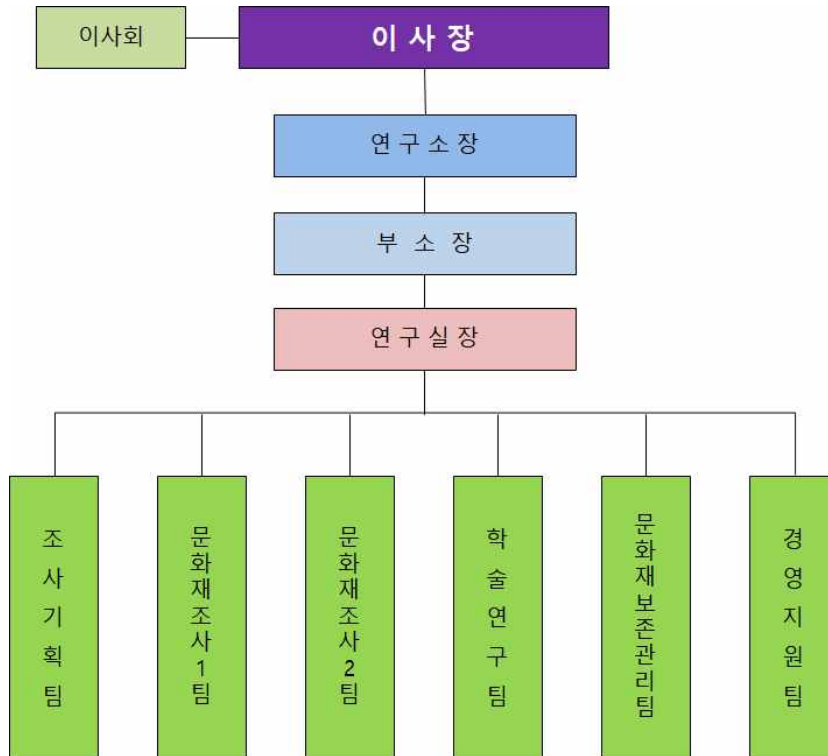 이사회
이 사 장
연 구 소 장
부 소 장
연 구 실 장
조사기획팀
문화재조사1팀
문화재조사2팀
학술연구팀
문화재보존관리팀
경영지원팀